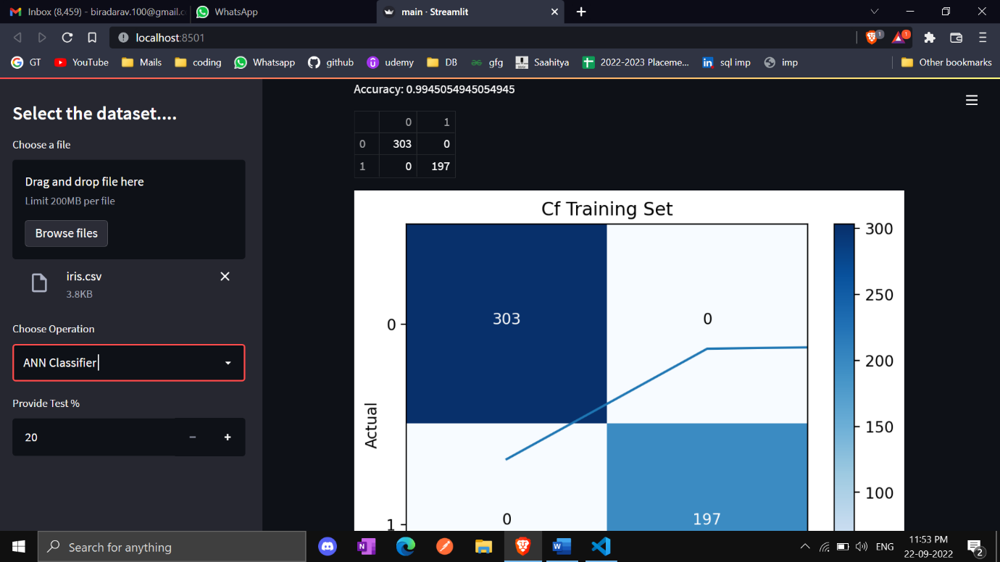 Inbox (8,459) - biradarav.100@gmail.c
WhatsApp
main · Streamlit
localhost:8501
1
1
GT
YouTube
Mails
coding
Whatsapp
github
udemy
DB
gfg
Saahitya
2022-2023 Placeme...
sql imp
imp
Other bookmarks
Select the dataset....
Choose a file
Drag and drop file here
Limit 200MB per file
Browse files
iris.csv
3.8KB
Choose Operation
ANN Classifier
Provide Test %
20
Accuracy: 0.9945054945054945
0 1
0 303 0
1 0 197
Cf Training Set
300
250
200
150
100
Actual
0
303 0
1
0 197
Search for anything
ENG
11:53 PM
22-09-2022
2